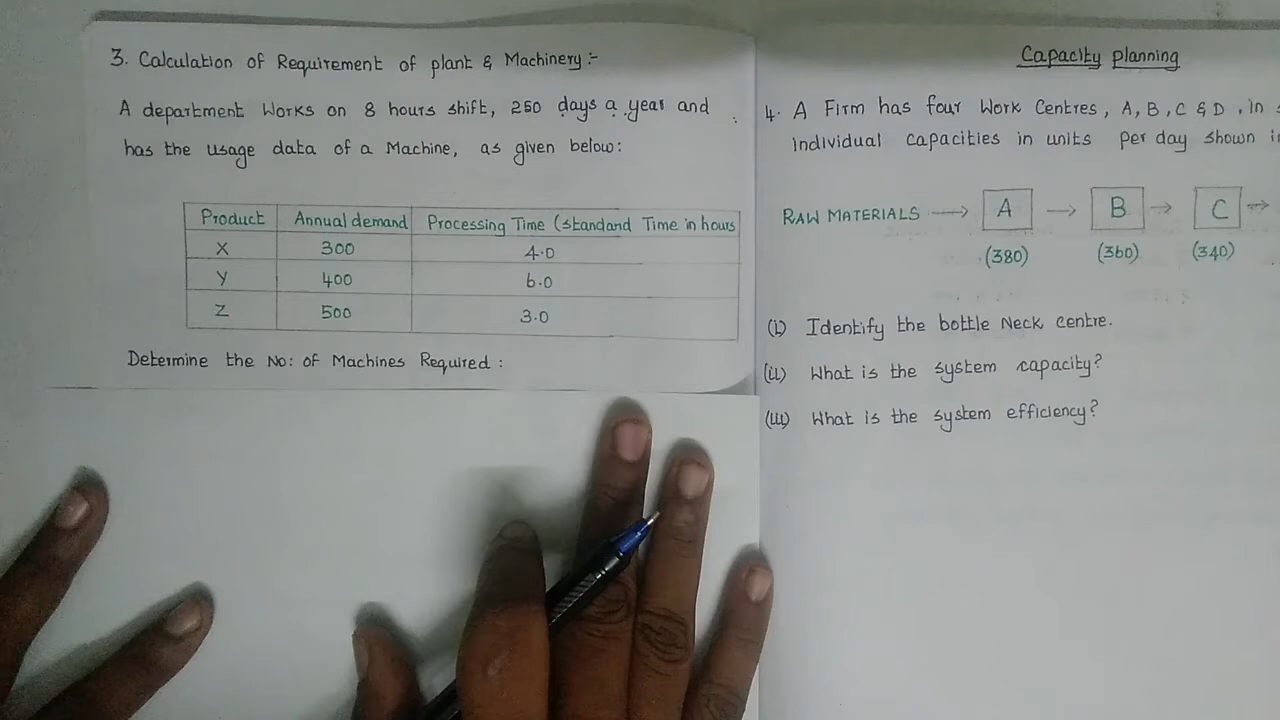 3. Calculation of Requirement of plant & Machinery :-
A department Works on 8 hours shift, 250 days a year and
has the usage data of a Machine, as given below:
Product Annual demand Processing Time (standard Time in hours
X 300 4.0
Y 400 6.0
Z 500 3.0
Determine the No: of Machines Required :
Capacity planning
4. A Firm has four Work Centres, A, B, C & D, in
individual capacities in units per day shown
RAW MATERIALS → A → B → C →
(380) (360) (340)
(i) Identify the bottle Neck centre.
(ii) What is the system capacity?
(iii) What is the system efficiency?